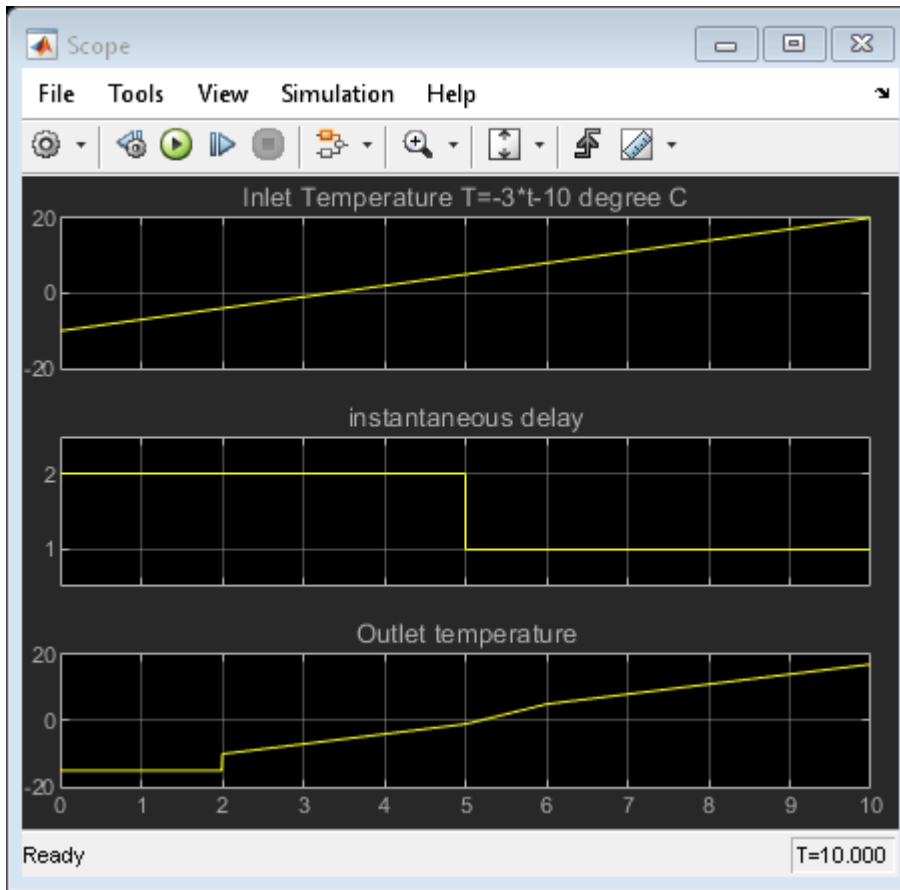 Scope
File Tools View Simulation Help
Inlet Temperature T=-3*t-10 degree C
20
0
-20
instantaneous delay
2
1
Outlet temperature
20
0
-20
0 1 2 3 4 5 6 7 8 9 10
Ready T=10.000